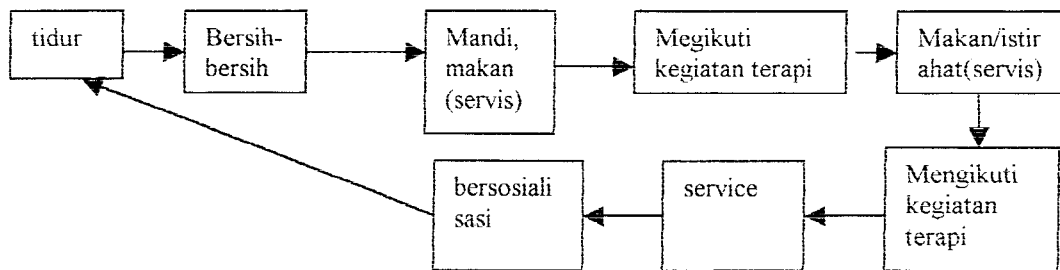 tidur
Bersih-
bersih
Mandi,
makan
(servis)
Megikuti
kegiatan terapi
Makan/istir
ahat(servis)
Mengikuti
kegiatan
terapi
service
bersosiali
sasi